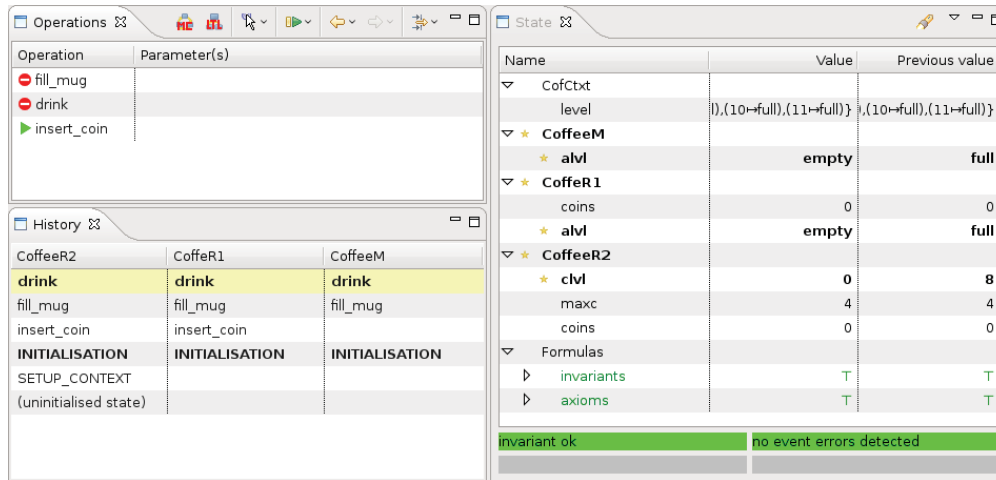 Operations
ME LTL
Operation Parameter(s)
fill_mug
drink
insert_coin
History
CoffeeR2 CoffeR1 CoffeeM
drink drink drink
fill_mug fill_mug fill_mug
insert_coin insert_coin
INITIALISATION INITIALISATION INITIALISATION
SETUP_CONTEXT
(uninitialised state)
State
Name Value Previous value
CofCtxt
level l),(10↦full),(11↦full)} ),(10↦full),(11↦full)}
CoffeeM
alvl empty full
CoffeR1
coins 0 0
alvl empty full
CoffeeR2
clvl 0 8
maxc 4 4
coins 0 0
Formulas
invariants ⊤ ⊤
axioms ⊤ ⊤
invariant ok no event errors detected